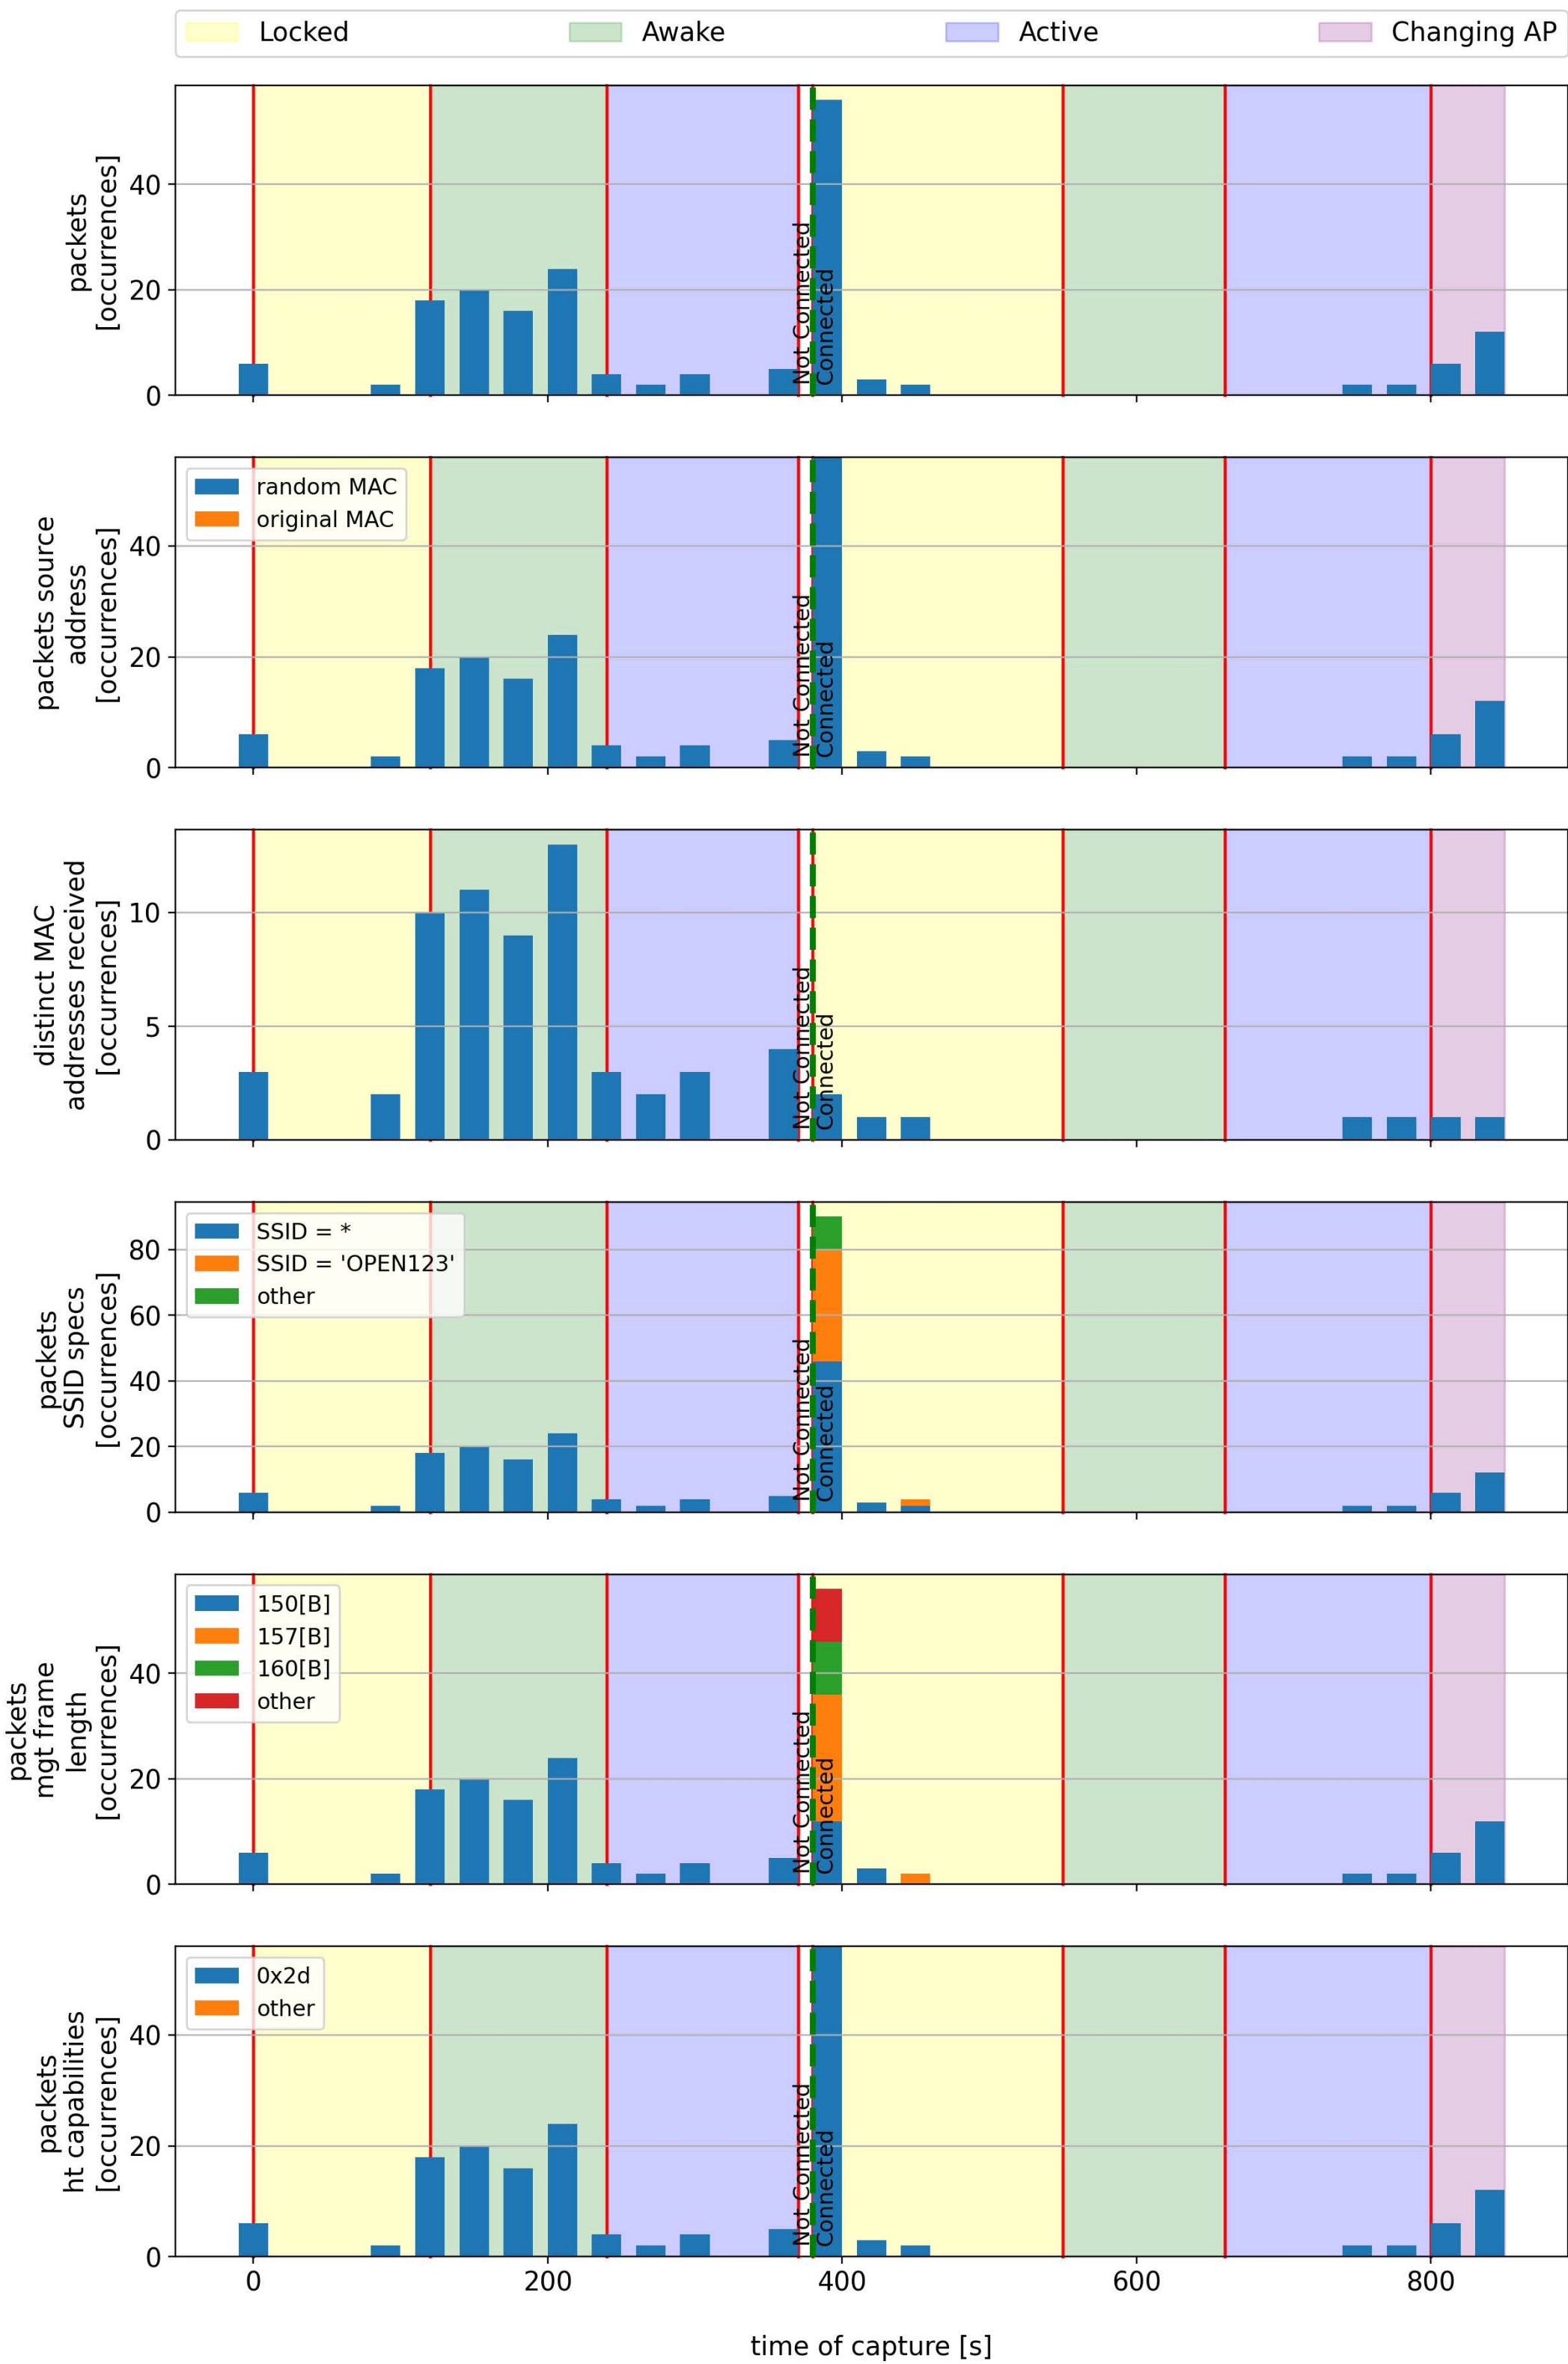 Locked Awake Active Changing AP
packets
[occurrences]
40
20
0
Not Connected
Connected
packets source
address
[occurrences]
random MAC
original MAC
40
20
0
Not Connected
Connected
distinct MAC
addresses received
[occurrences]
10
5
0
Not Connected
Connected
packets
SSID specs
[occurrences]
SSID = *
SSID = 'OPEN123'
other
80
60
40
20
0
Not Connected
Connected
packets
mgt frame
length
[occurrences]
150[B]
157[B]
160[B]
other
40
20
0
Not Connected
Connected
packets
ht capabilities
[occurrences]
0x2d
other
40
20
0
Not Connected
Connected
0 200 400 600 800
time of capture [s]